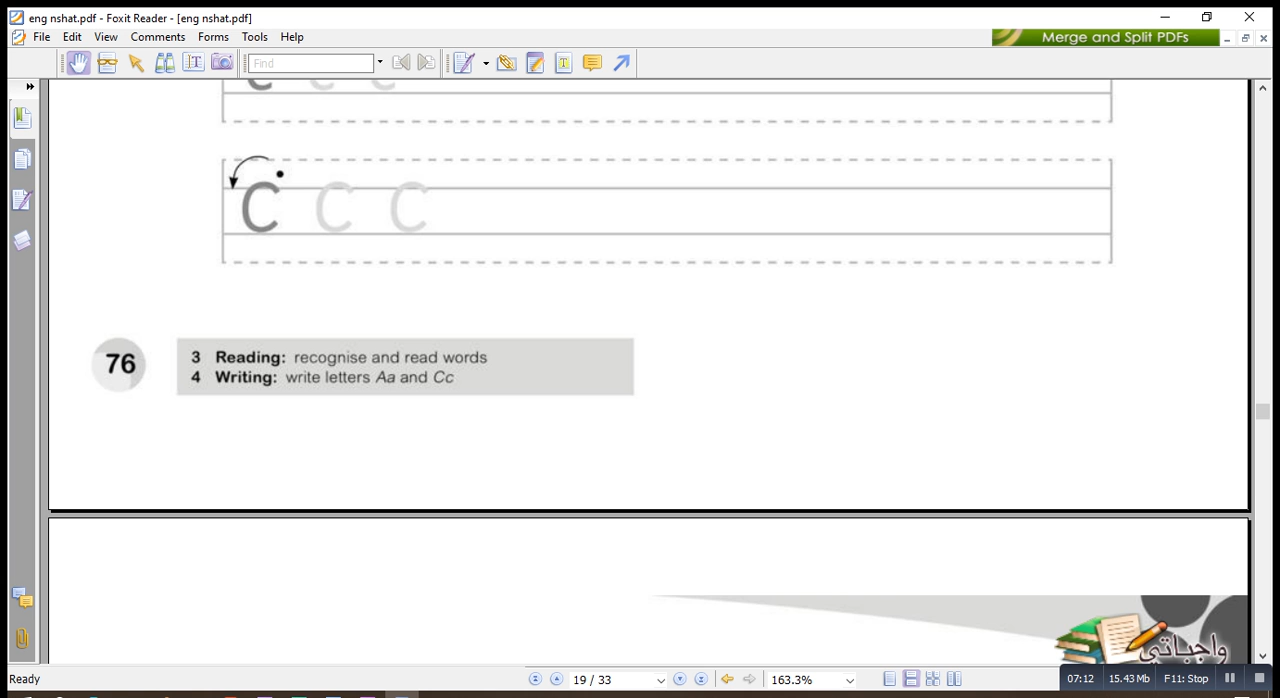 eng nshat.pdf - Foxit Reader - [eng nshat.pdf]
File Edit View Comments Forms Tools Help
Merge and Split PDFs
Find
c c c
C C C
76
3 Reading: recognise and read words
4 Writing: write letters Aa and Cc
واجباتي
Ready
19 / 33
163.3%
07:12 15.43 Mb F11: Stop